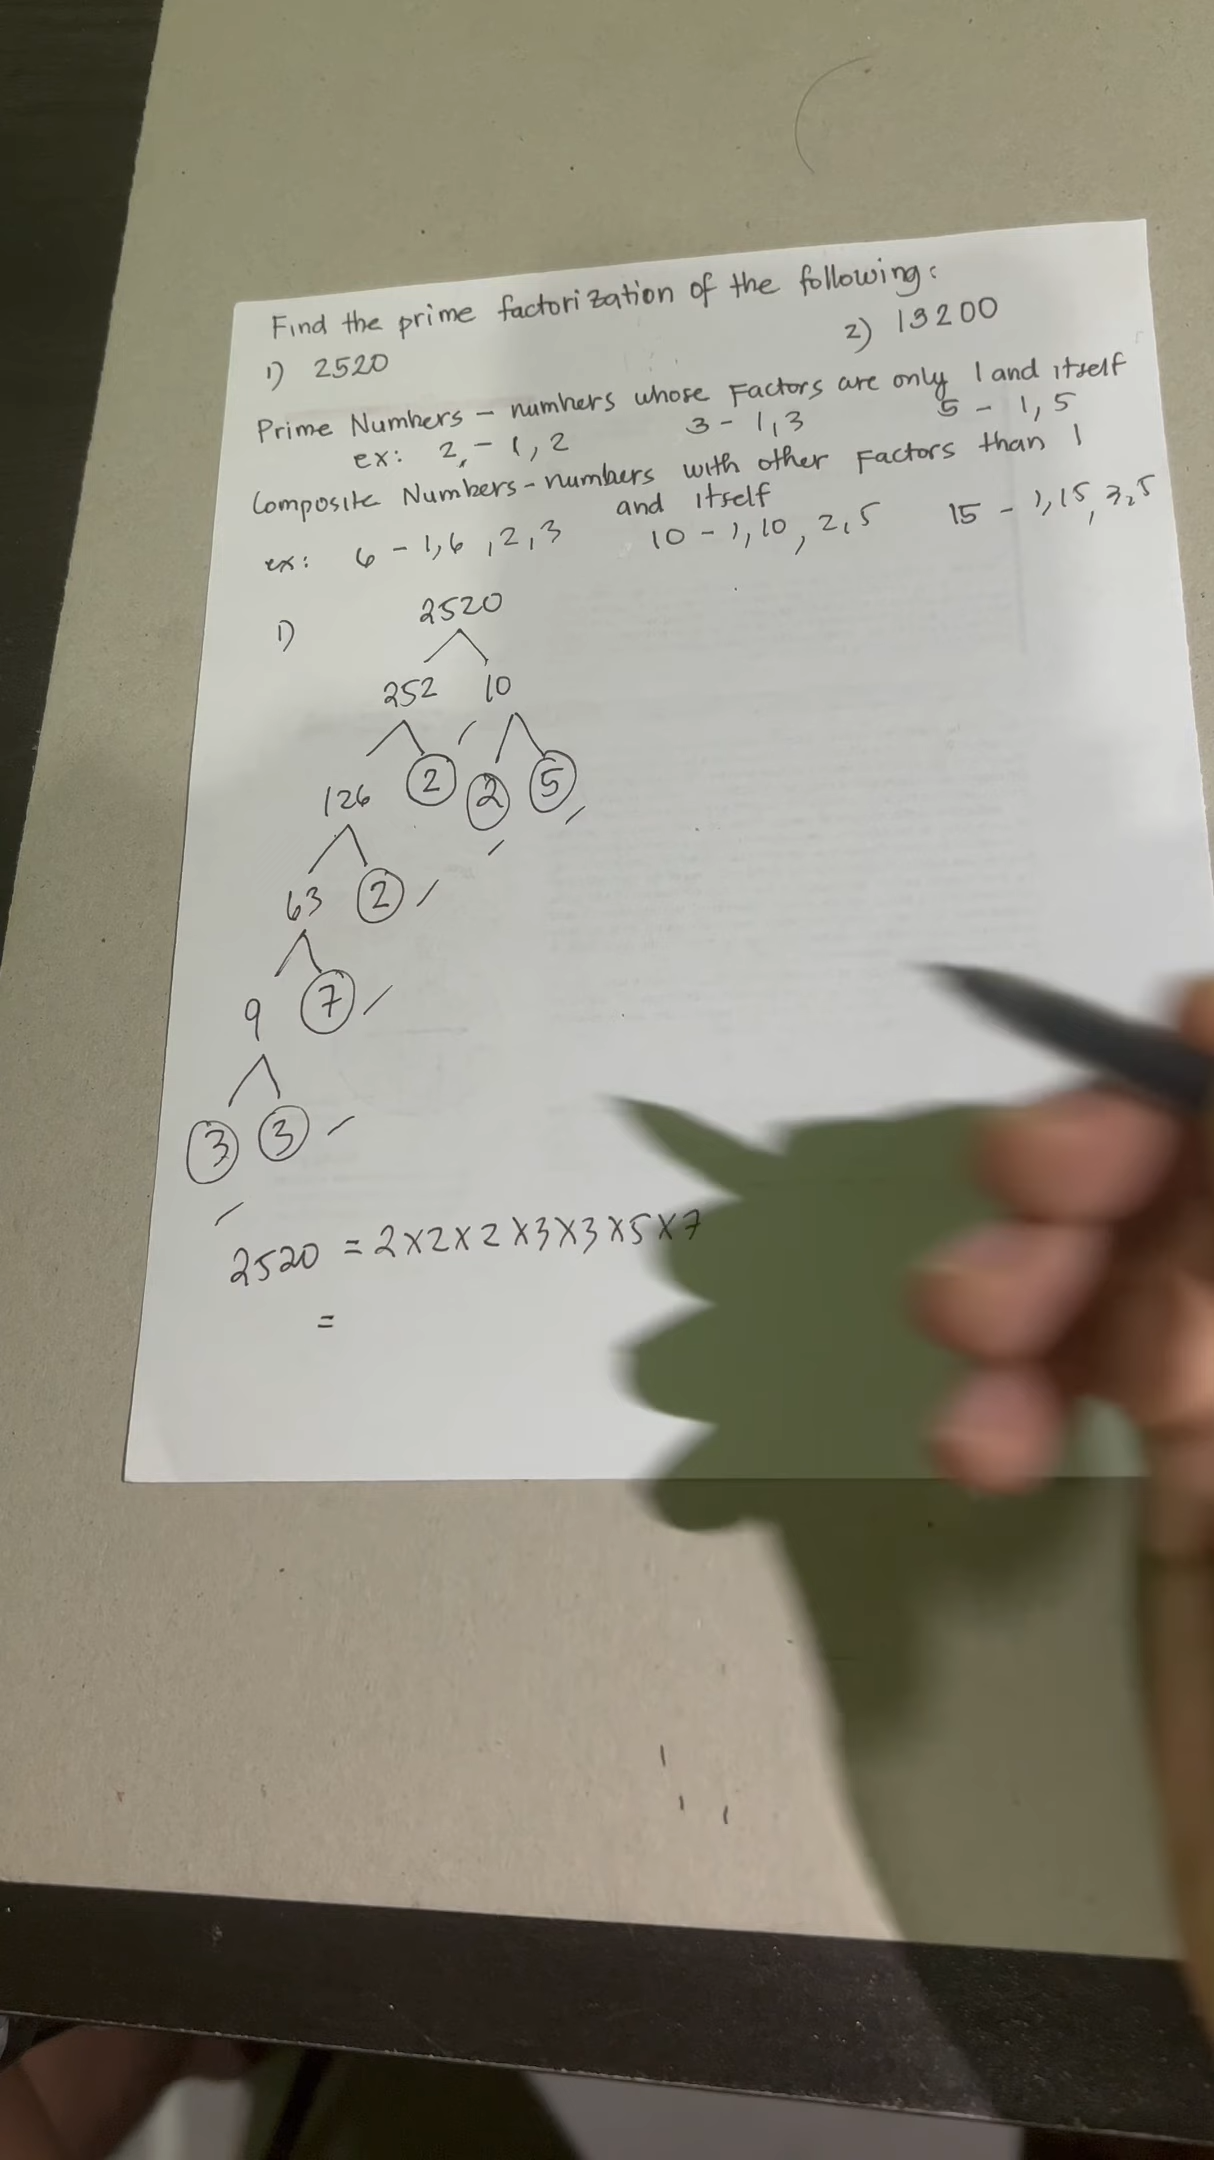 Find the prime factorization of the following:
1) 2520 2) 13200
Prime Numbers - numbers whose Factors are only 1 and itself
ex: 2, - 1, 2 3 - 1, 3 5 - 1, 5
Composite Numbers - numbers with other Factors than 1
and itself
ex: 6 - 1, 6, 2, 3 10 - 1, 10, 2, 5 15 - 1, 15, 3, 5
1) 2520
252 10
126 2 2 5
63 2
9 7
3 3
2520 = 2 x 2 x 2 x 3 x 3 x 5 x 7
=